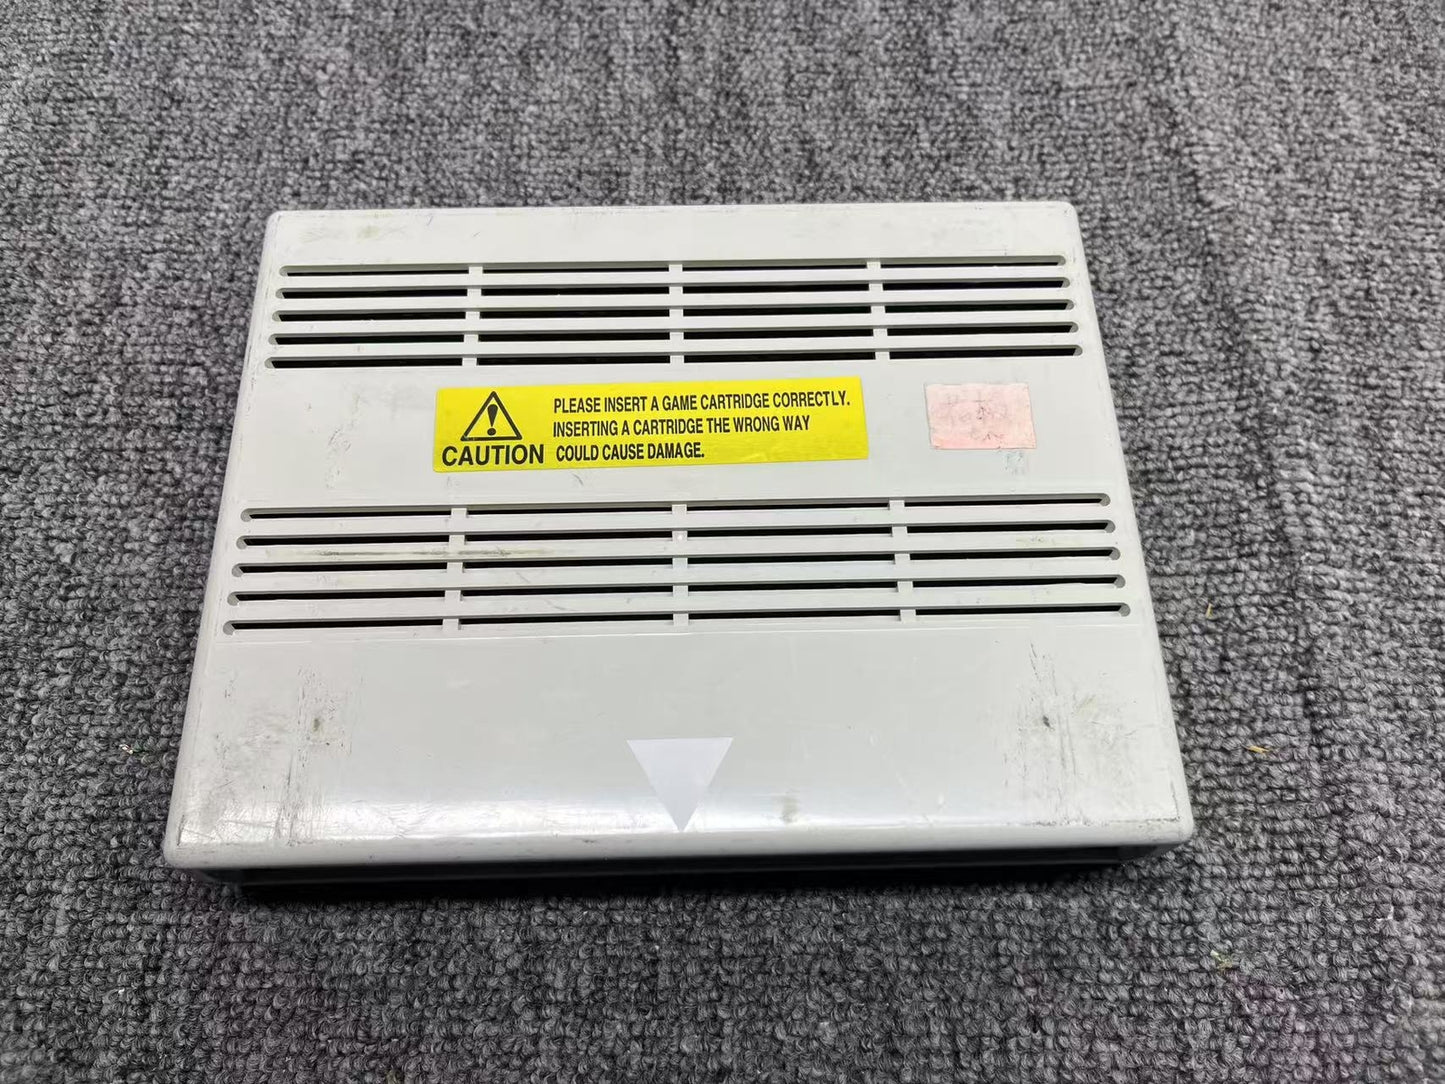 PLEASE INSERT A GAME CARTRIDGE CORRECTLY.
INSERTING A CARTRIDGE THE WRONG WAY
COULD CAUSE DAMAGE.
CAUTION